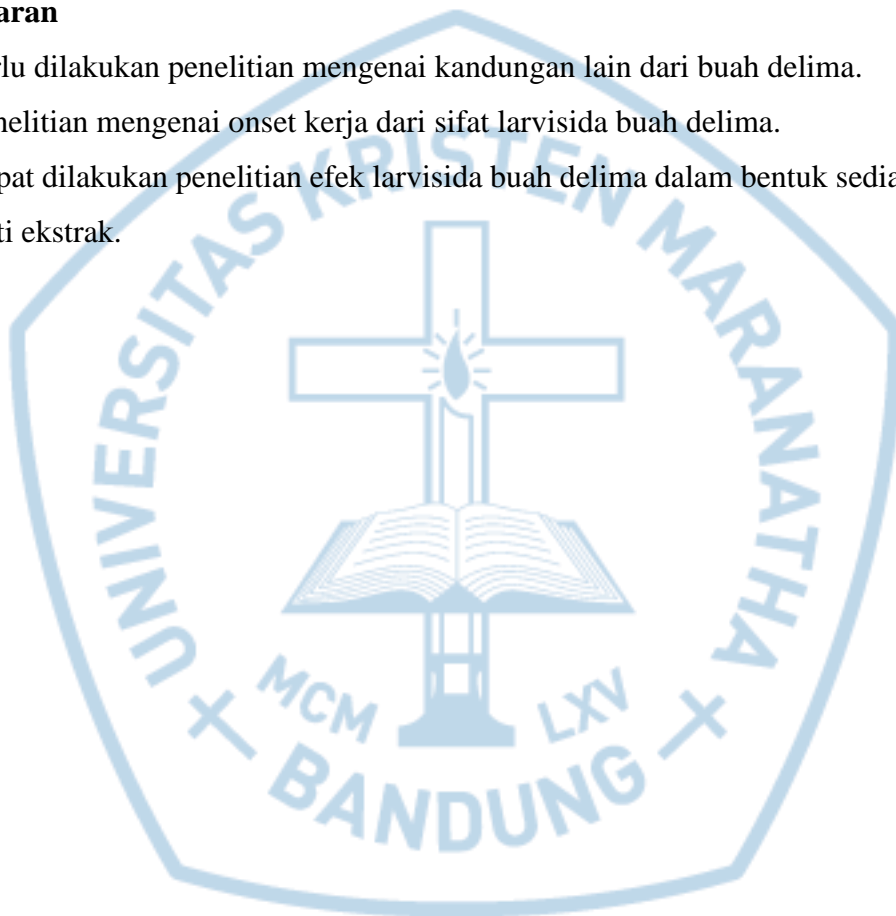 aran
rlu dilakukan penelitian mengenai kandungan lain dari buah delima.
nelitian mengenai onset kerja dari sifat larvisida buah delima.
pat dilakukan penelitian efek larvisida buah delima dalam bentuk sedia
ti ekstrak.
UNIVERSITAS KRISTEN MARANATHA
MCM LXV
BANDUNG